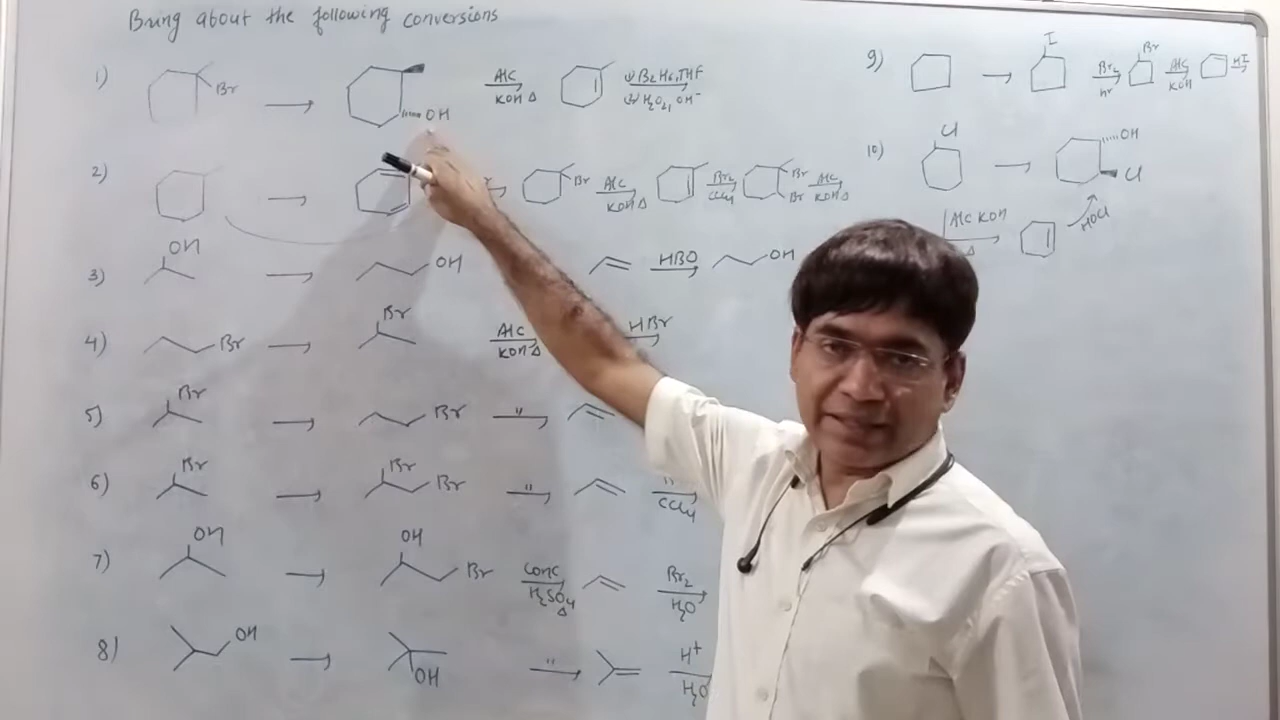 Bring about the following conversions
1) Br → OH Alc KOH Δ (1) B2H6, THF (2) H2O2, OH-
2) → Br Alc KOH Δ Br2 CCl4 Br Br Alc KOH Δ
3) OH → OH HBO OH
4) Br → Br Alc KOH Δ HBr
5) Br → Br "
6) Br → Br Br " " CCl4
7) OH → OH Br Conc H2SO4 Δ Br2 H2O
8) OH → OH " H+ H2O
9) → I Br2 hν Br Alc KOH HI
10) Cl → OH Cl
Alc KOH Δ HOCl